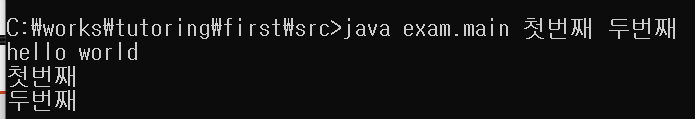 C:₩works₩tutoring₩first₩src>java exam.main 첫번째 두번째
hello world
첫번째
두번째